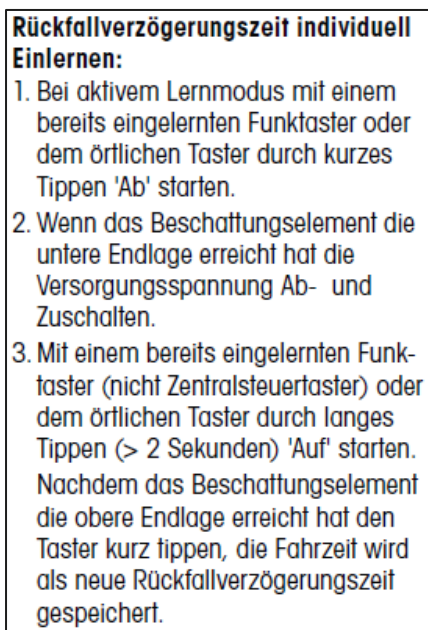 Rückfallverzögerungszeit individuell
Einlernen:
1. Bei aktivem Lernmodus mit einem
bereits eingelernten Funktaster oder
dem örtlichen Taster durch kurzes
Tippen 'Ab' starten.
2. Wenn das Beschattungselement die
untere Endlage erreicht hat die
Versorgungsspannung Ab- und
Zuschalten.
3. Mit einem bereits eingelernten Funk-
taster (nicht Zentralsteuertaster) oder
dem örtlichen Taster durch langes
Tippen (> 2 Sekunden) 'Auf' starten.
Nachdem das Beschattungselement
die obere Endlage erreicht hat den
Taster kurz tippen, die Fahrzeit wird
als neue Rückfallverzögerungszeit
gespeichert.